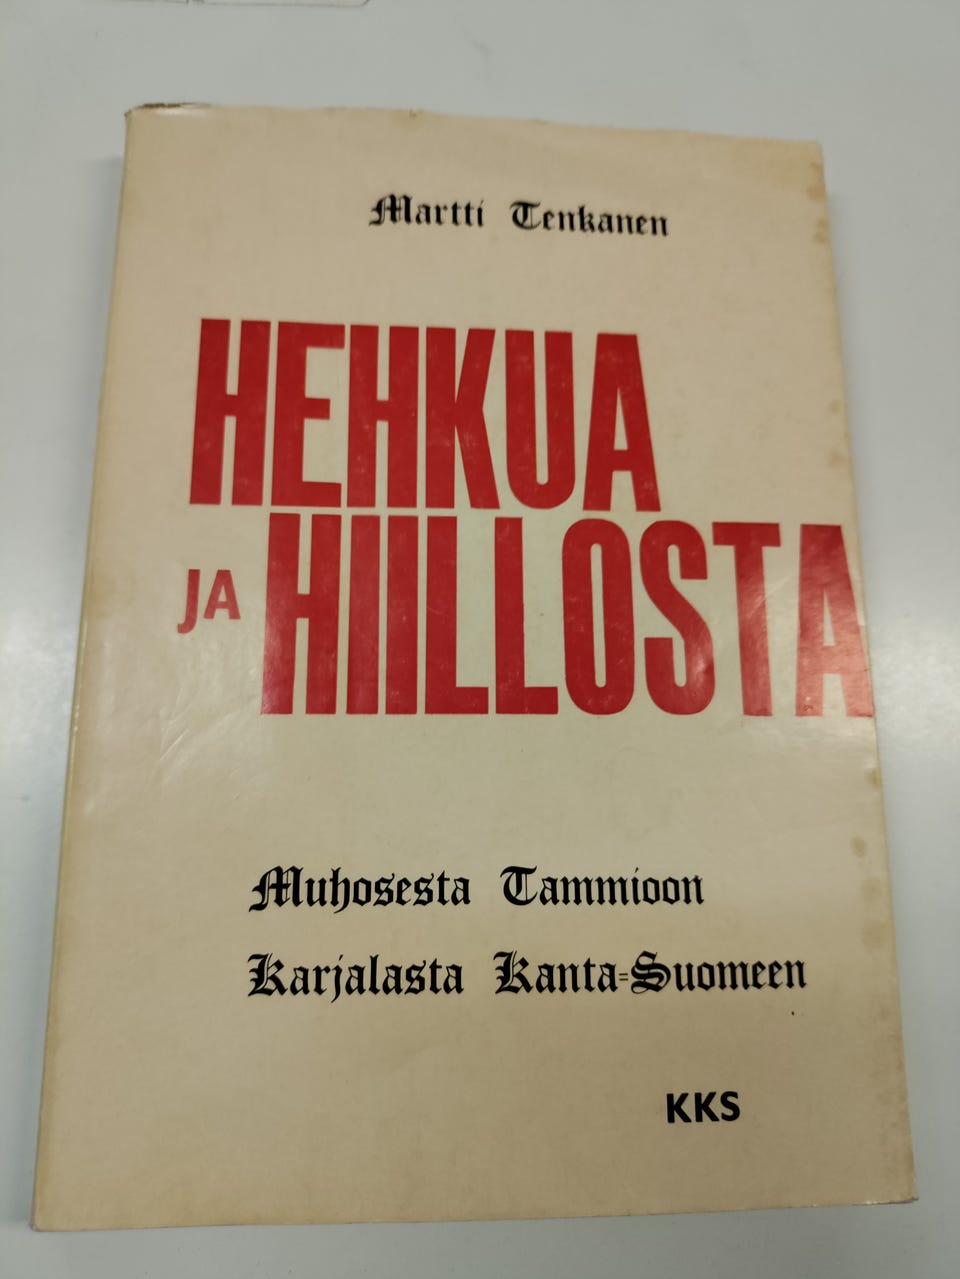 Martti Tenkanen
HEHKUA
JA HIILLOSTA
Muhosesta Tammioon
Karjalasta Kanta=Suomeen
KKS